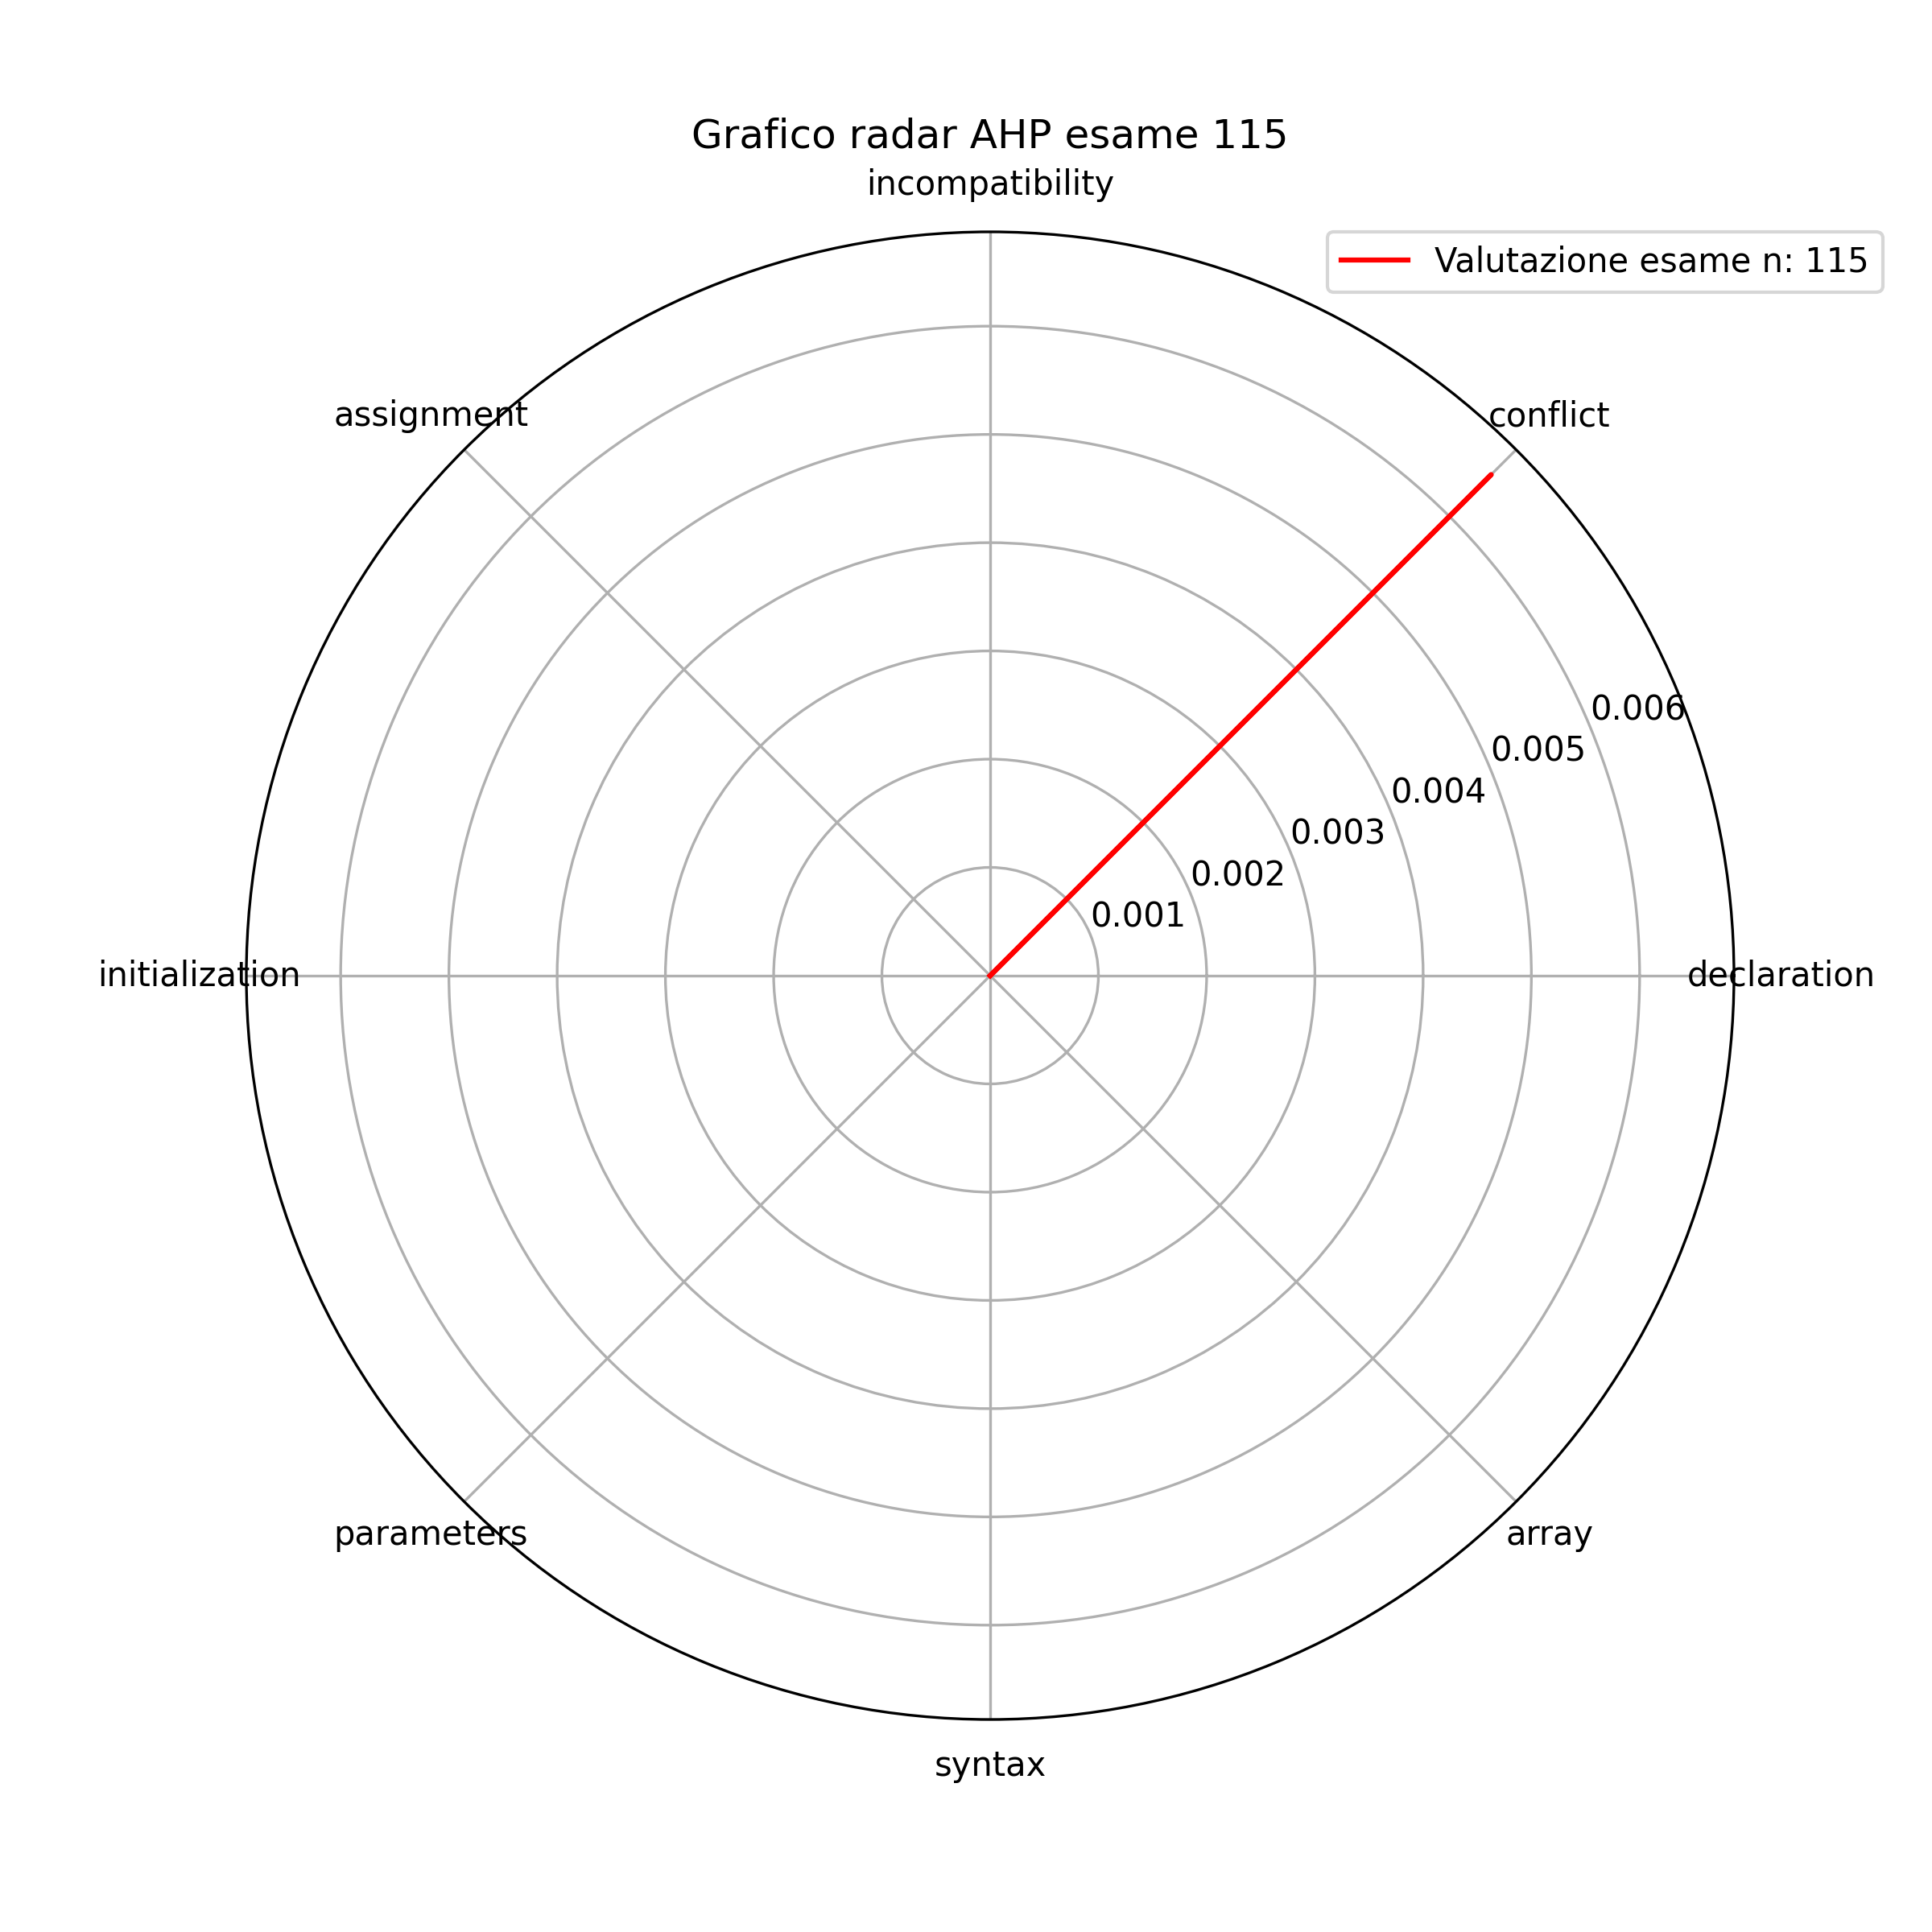 Grafico radar AHP esame 115
incompatibility
Valutazione esame n: 115
assignment
conflict
0.006
0.005
0.004
0.003
0.002
0.001
initialization
declaration
parameters
array
syntax